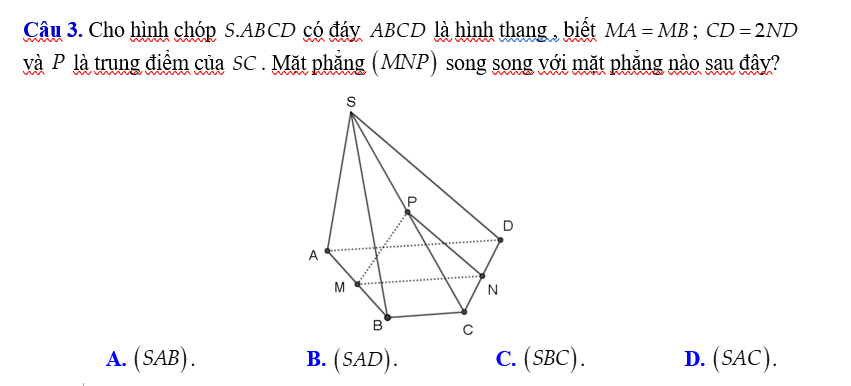 Câu 3. Cho hình chóp S.ABCD có đáy ABCD là hình thang , biết MA = MB ; CD = 2ND
và P là trung điểm của SC . Mặt phẳng (MNP) song song với mặt phẳng nào sau đây?
S
P
D
A
M
N
B
C
A. (SAB). B. (SAD). C. (SBC). D. (SAC).